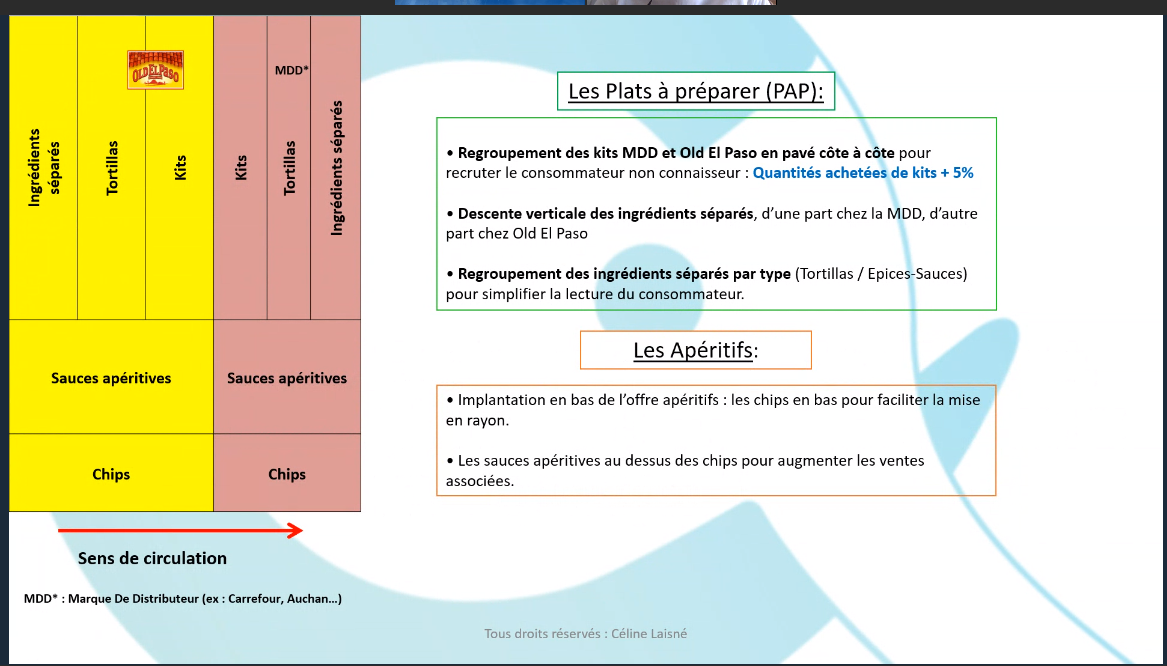 OLD EL PASO
MDD*
Ingrédients
séparés
Tortillas
Kits
Kits
Tortillas
Ingrédients séparés
Sauces apéritives
Sauces apéritives
Chips
Chips
Sens de circulation
MDD* : Marque De Distributeur (ex : Carrefour, Auchan…)
Les Plats à préparer (PAP):
• Regroupement des kits MDD et Old El Paso en pavé côte à côte pour
recruter le consommateur non connaisseur : Quantités achetées de kits + 5%
• Descente verticale des ingrédients séparés, d’une part chez la MDD, d’autre
part chez Old El Paso
• Regroupement des ingrédients séparés par type (Tortillas / Epices-Sauces)
pour simplifier la lecture du consommateur.
Les Apéritifs:
• Implantation en bas de l’offre apéritifs : les chips en bas pour faciliter la mise
en rayon.
• Les sauces apéritives au dessus des chips pour augmenter les ventes
associées.
Tous droits réservés : Céline Laisné